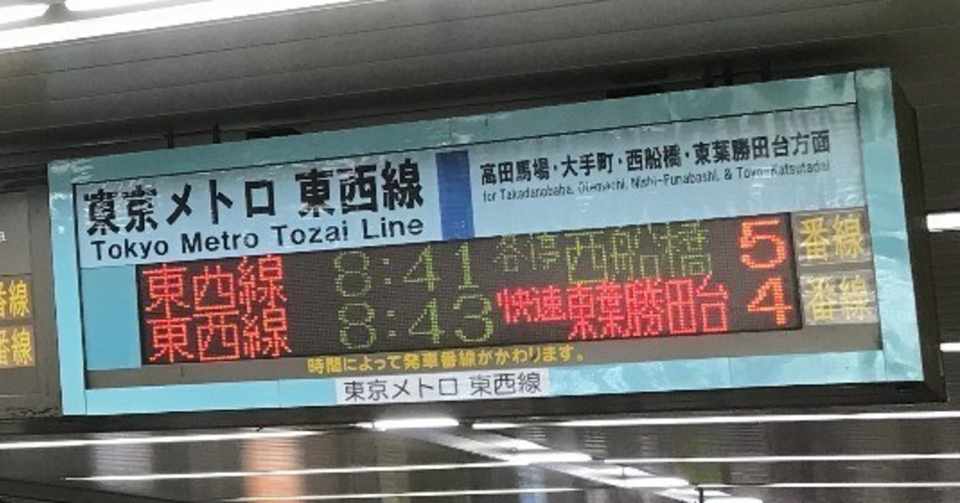 東京メトロ 東西線
Tokyo Metro Tozai Line
高田馬場・大手町・西船橋・東葉勝田台方面
for Takadanobaba, Otemachi, Nishi-Funabashi, & Toyo-Katsutadai
東西線 8:41 各停 西船橋 5 番線
東西線 8:43 快速 東葉勝田台 4 番線
時間によって発車番線がかわります。
東京メトロ 東西線
a
番線
番線